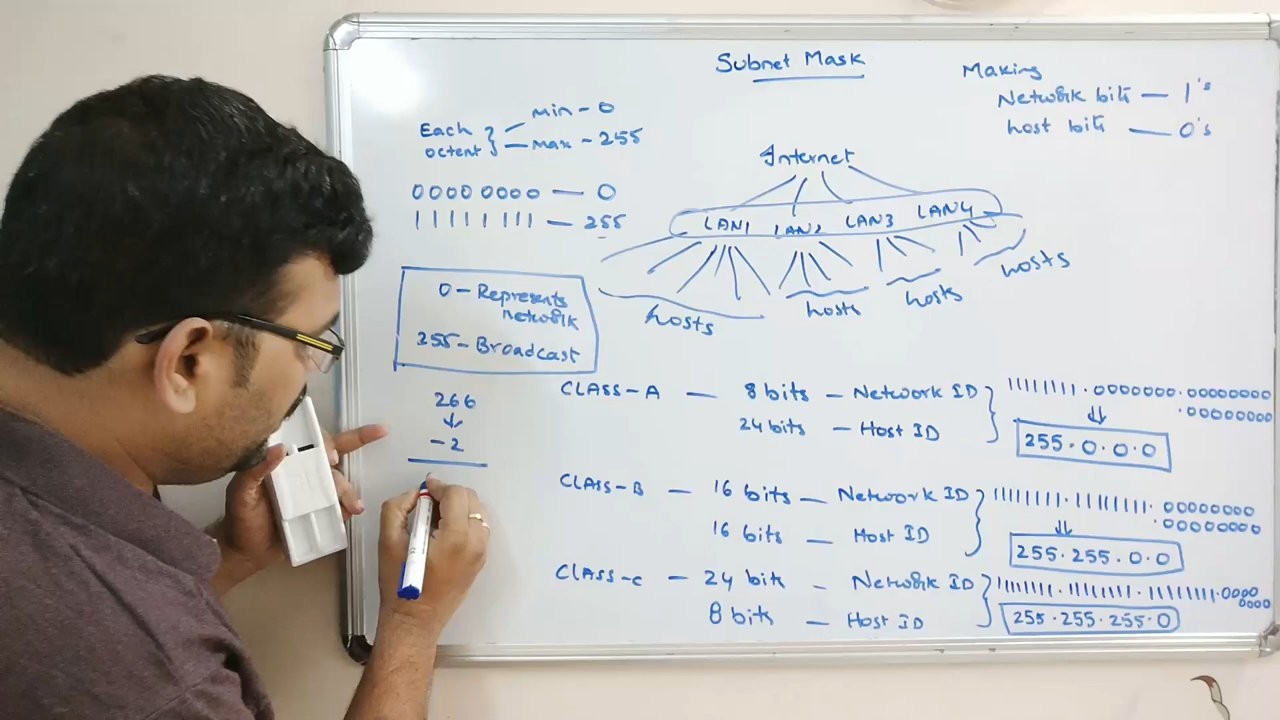 Subnet Mask
Making
Network bits — 1's
host bits — 0's
Each octent } min - 0
max - 255
00000000 — 0
11111111 — 255
Internet
LAN1 LAN2 LAN3 LAN4
hosts hosts hosts hosts
0 - Represents
network
255 - Broadcast
266
↓
- 2
CLASS-A — 8 bits — Network ID } 11111111 . 00000000 . 00000000
. 00000000
24 bits — Host ID
255.0.0.0
CLASS-B — 16 bits — Network ID } 11111111 . 11111111 . 00000000
. 00000000
16 bits — Host ID
255.255.0.0
CLASS-C — 24 bits — Network ID } 11111111 . 11111111 . 11111111 . 0000
0000
8 bits — Host ID
255.255.255.0